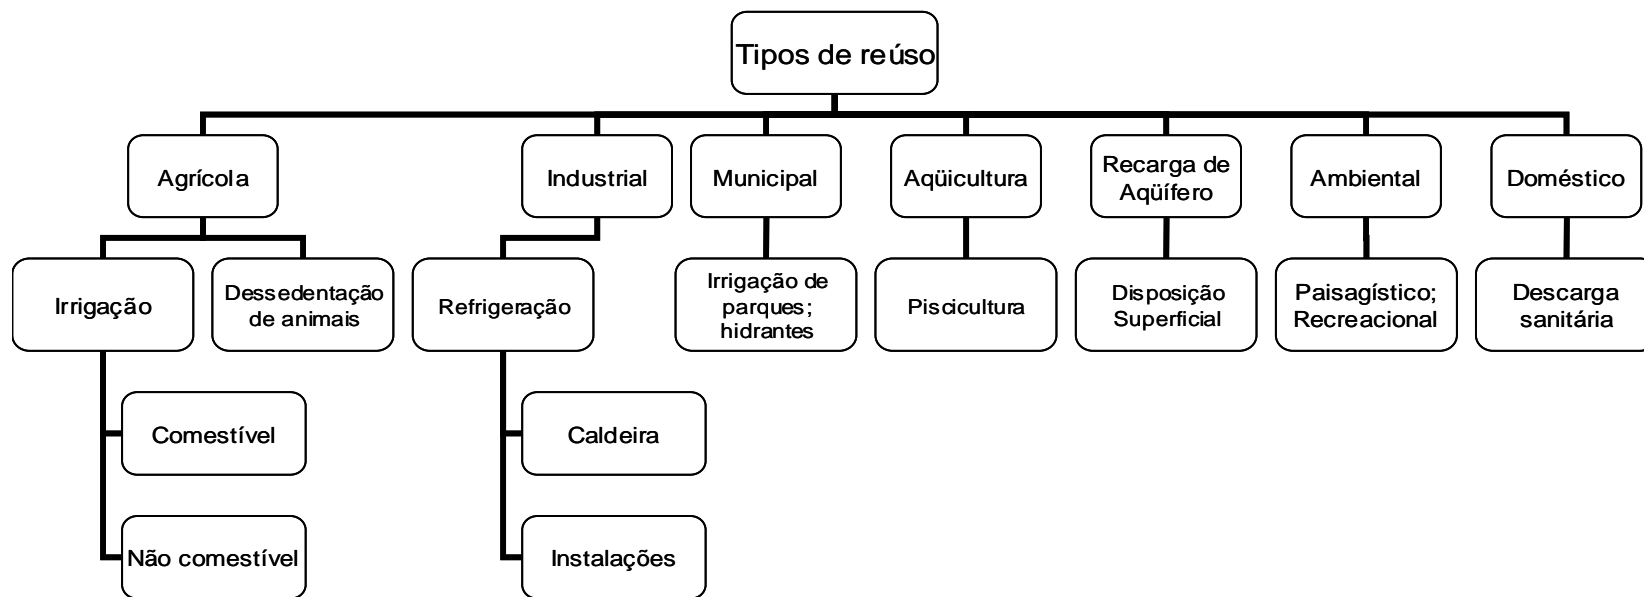 Tipos de reúso
Agrícola
Industrial
Municipal
Aqüicultura
Recarga de
Aqüífero
Ambiental
Doméstico
Irrigação
Dessedentação
de animais
Refrigeração
Irrigação de
parques;
hidrantes
Piscicultura
Disposição
Superficial
Paisagístico;
Recreacional
Descarga
sanitária
Comestível
Caldeira
Não comestível
Instalações